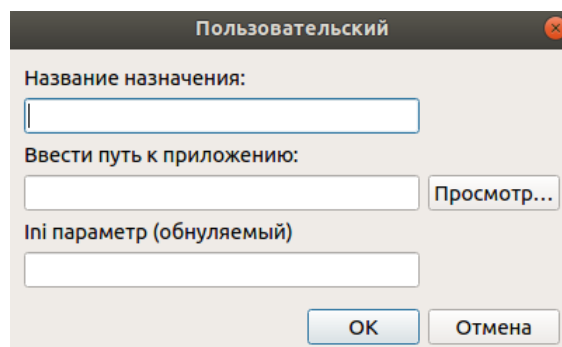 Пользовательский
Название назначения:
Ввести путь к приложению:
Просмотр...
Ini параметр (обнуляемый)
OK
Отмена